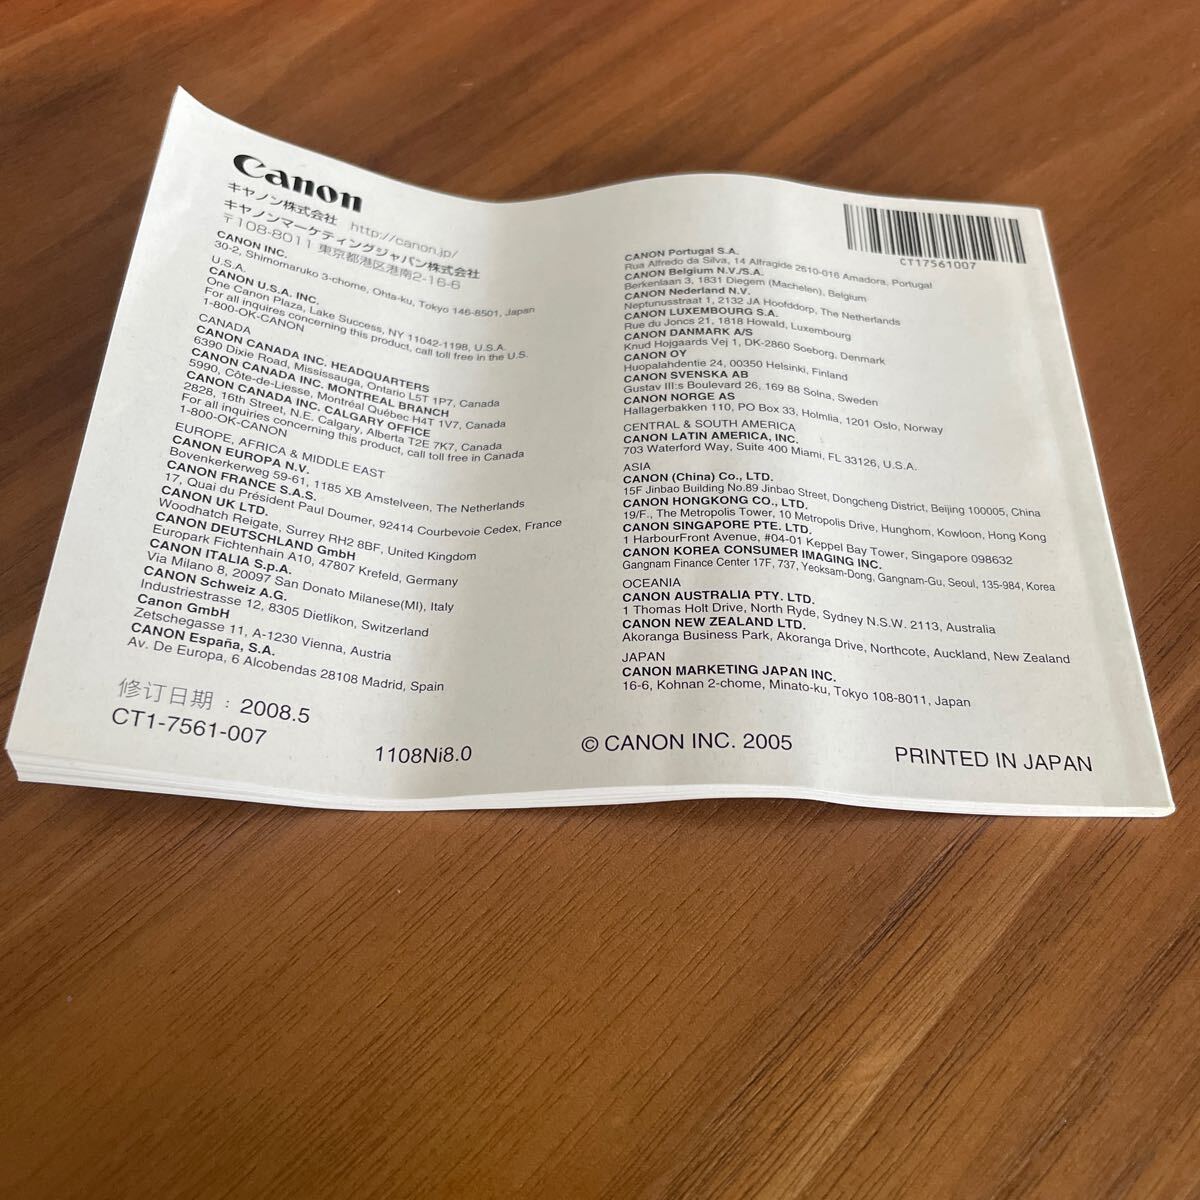 Canon
キヤノン株式会社 http://canon.jp/
キヤノンマーケティングジャパン株式会社
〒108-8011 東京都港区港南2-16-6
CANON INC.
30-2, Shimomaruko 3-chome, Ohta-ku, Tokyo 146-8501, Japan
U.S.A.
CANON U.S.A. INC.
One Canon Plaza, Lake Success, NY 11042-1198, U.S.A.
For all inquires concerning this product, call toll free in the U.S.
1-800-OK-CANON
CANADA
CANON CANADA INC. HEADQUARTERS
6390 Dixie Road, Mississauga, Ontario L5T 1P7, Canada
CANON CANADA INC. MONTREAL BRANCH
5990, Côte-de-Liesse, Montréal Québec H4T 1V7, Canada
CANON CANADA INC. CALGARY OFFICE
2828, 16th Street, N.E. Calgary, Alberta T2E 7K7, Canada
For all inquiries concerning this product, call toll free in Canada
1-800-OK-CANON
EUROPE, AFRICA & MIDDLE EAST
CANON EUROPA N.V.
Bovenkerkerweg 59-61, 1185 XB Amstelveen, The Netherlands
CANON FRANCE S.A.S.
17, Quai du Président Paul Doumer, 92414 Courbevoie Cedex, France
CANON UK LTD.
Woodhatch Reigate, Surrey RH2 8BF, United Kingdom
CANON DEUTSCHLAND GmbH
Europark Fichtenhain A10, 47807 Krefeld, Germany
CANON ITALIA S.p.A.
Via Milano 8, 20097 San Donato Milanese(MI), Italy
CANON Schweiz A.G.
Industriestrasse 12, 8305 Dietlikon, Switzerland
Canon GmbH
Zetschegasse 11, A-1230 Vienna, Austria
CANON España, S.A.
Av. De Europa, 6 Alcobendas 28108 Madrid, Spain
修订日期 : 2008.5
CT1-7561-007
1108Ni8.0
CT17561007
CANON Portugal S.A.
Rua Alfredo da Silva, 14 Alfragide 2610-016 Amadora, Portugal
CANON Belgium N.V./S.A.
Berkenlaan 3, 1831 Diegem (Machelen), Belgium
CANON Nederland N.V.
Neptunusstraat 1, 2132 JA Hoofddorp, The Netherlands
CANON LUXEMBOURG S.A.
Rue du Joncs 21, 1818 Howald, Luxembourg
CANON DANMARK A/S
Knud Hojgaards Vej 1, DK-2860 Soeborg, Denmark
CANON OY
Huopalahdentie 24, 00350 Helsinki, Finland
CANON SVENSKA AB
Gustav III:s Boulevard 26, 169 88 Solna, Sweden
CANON NORGE AS
Hallagerbakken 110, PO Box 33, Holmlia, 1201 Oslo, Norway
CENTRAL & SOUTH AMERICA
CANON LATIN AMERICA, INC.
703 Waterford Way, Suite 400 Miami, FL 33126, U.S.A.
ASIA
CANON (China) Co., LTD.
15F Jinbao Building No.89 Jinbao Street, Dongcheng District, Beijing 100005, China
CANON HONGKONG CO., LTD.
19/F., The Metropolis Tower, 10 Metropolis Drive, Hunghom, Kowloon, Hong Kong
CANON SINGAPORE PTE. LTD.
1 HarbourFront Avenue, #04-01 Keppel Bay Tower, Singapore 098632
CANON KOREA CONSUMER IMAGING INC.
Gangnam Finance Center 17F, 737, Yeoksam-Dong, Gangnam-Gu, Seoul, 135-984, Korea
OCEANIA
CANON AUSTRALIA PTY. LTD.
1 Thomas Holt Drive, North Ryde, Sydney N.S.W. 2113, Australia
CANON NEW ZEALAND LTD.
Akoranga Business Park, Akoranga Drive, Northcote, Auckland, New Zealand
JAPAN
CANON MARKETING JAPAN INC.
16-6, Kohnan 2-chome, Minato-ku, Tokyo 108-8011, Japan
© CANON INC. 2005
PRINTED IN JAPAN